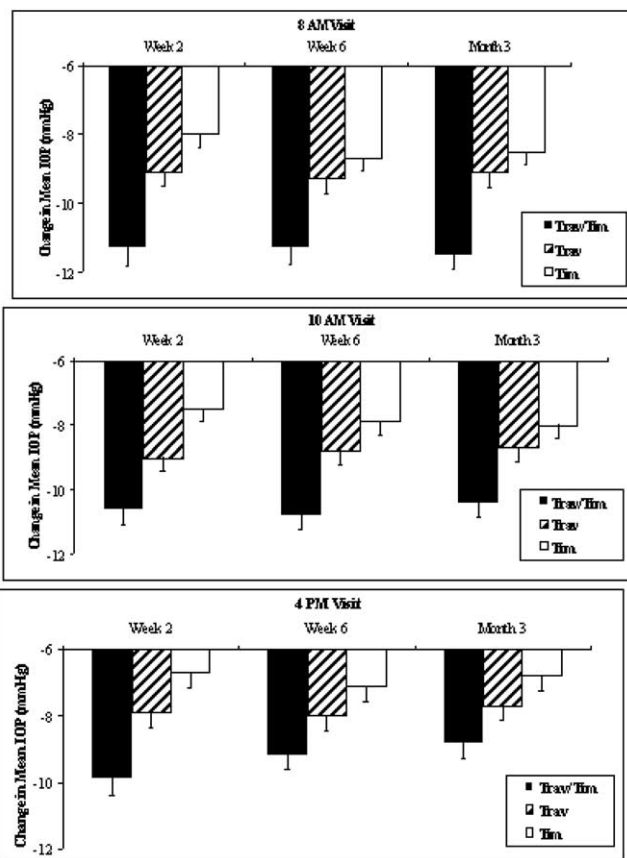 8 AM Visit
Week 2 Week 6 Month 3
-6
-8
-10
-12
Change in Mean IOP (mmHg)
Trav/Tim
Trav
Tim
10 AM Visit
Week 2 Week 6 Month 3
-6
-8
-10
-12
Change in Mean IOP (mmHg)
Trav/Tim
Trav
Tim
4 PM Visit
Week 2 Week 6 Month 3
-6
-8
-10
-12
Change in Mean IOP (mmHg)
Trav/Tim
Trav
Tim